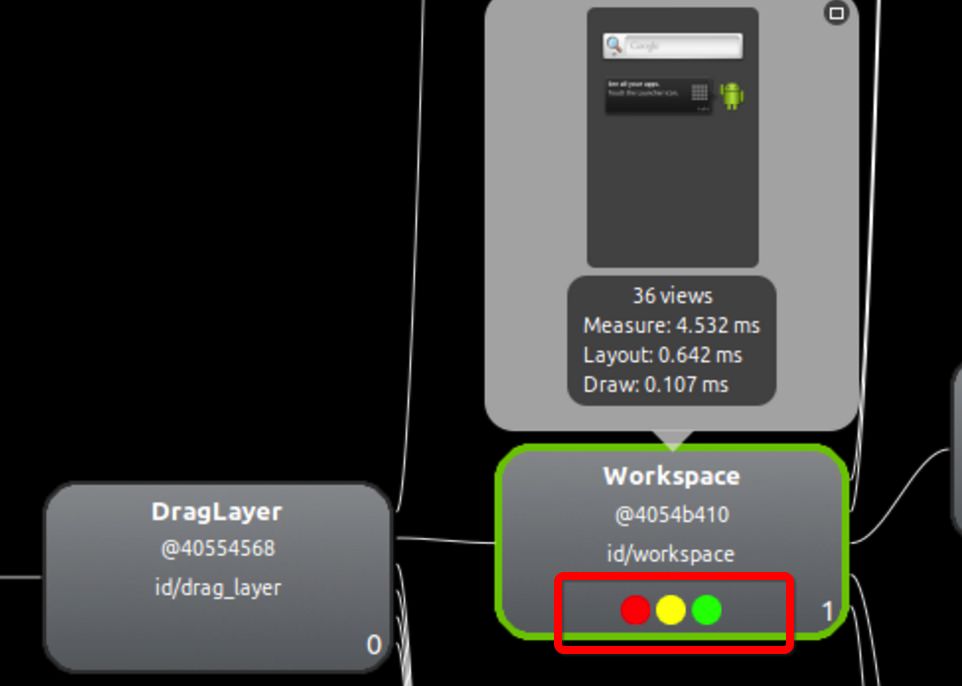 Google
See all your apps.
Touch the Launcher icon.
36 views
Measure: 4.532 ms
Layout: 0.642 ms
Draw: 0.107 ms
Workspace
@4054b410
id/workspace
1
DragLayer
@40554568
id/drag_layer
0